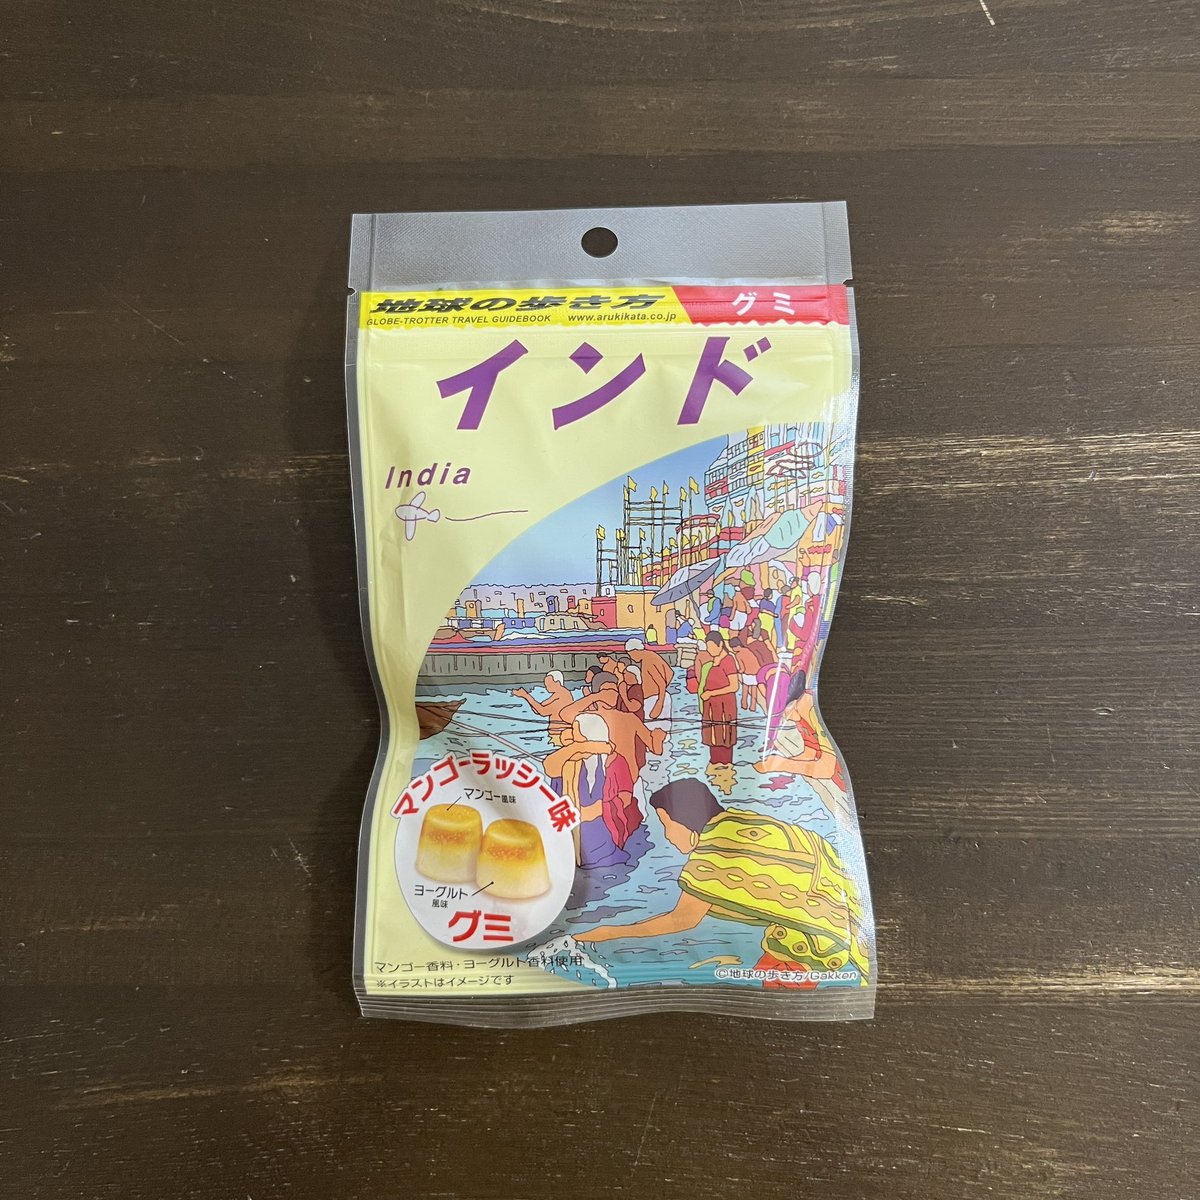 地球の歩き方
グミ
GLOBE-TROTTER TRAVEL GUIDEBOOK www.arukikata.co.jp
インド
India
マンゴーラッシー味
マンゴー風味
ヨーグルト
風味
グミ
マンゴー香料・ヨーグルト香料使用
※イラストはイメージです
©地球の歩き方/Gakken